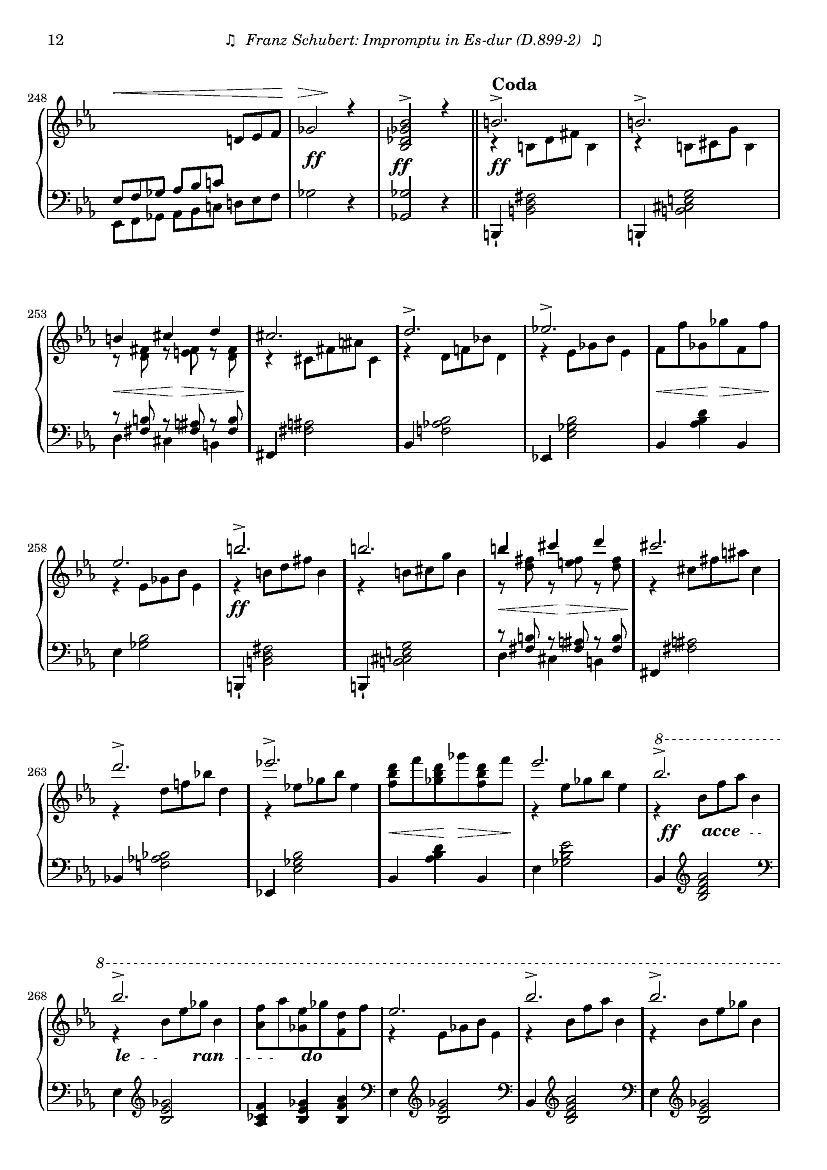 12
♫ Franz Schubert: Impromptu in Es-dur (D.899-2) ♫
Coda
248
ff ff ff
253
258
ff
263
8
ff acce - -
8
268
le - - ran - - - - do